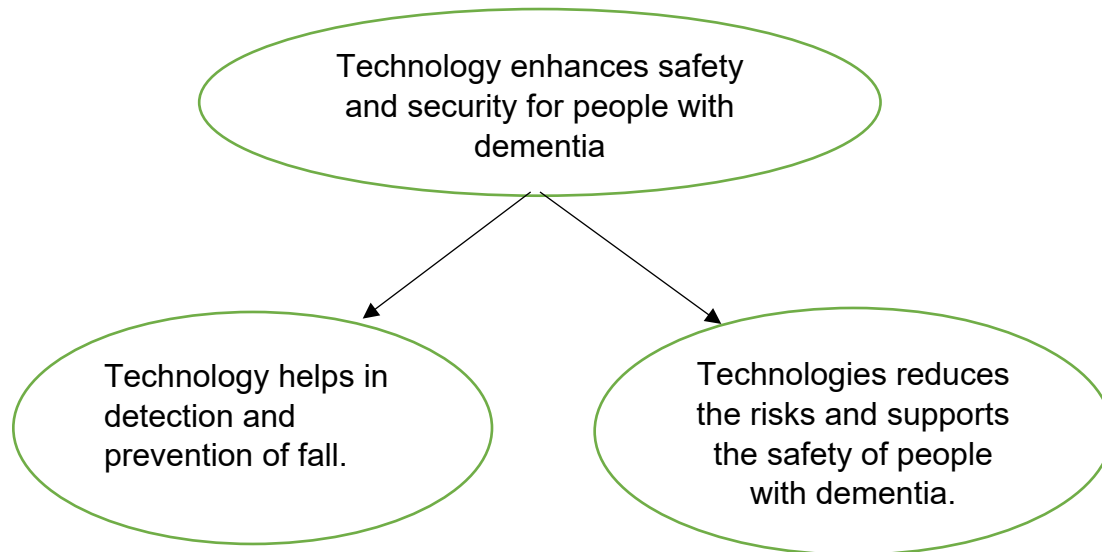 Technology enhances safety
and security for people with
dementia
Technology helps in
detection and
prevention of fall.
Technologies reduces
the risks and supports
the safety of people
with dementia.